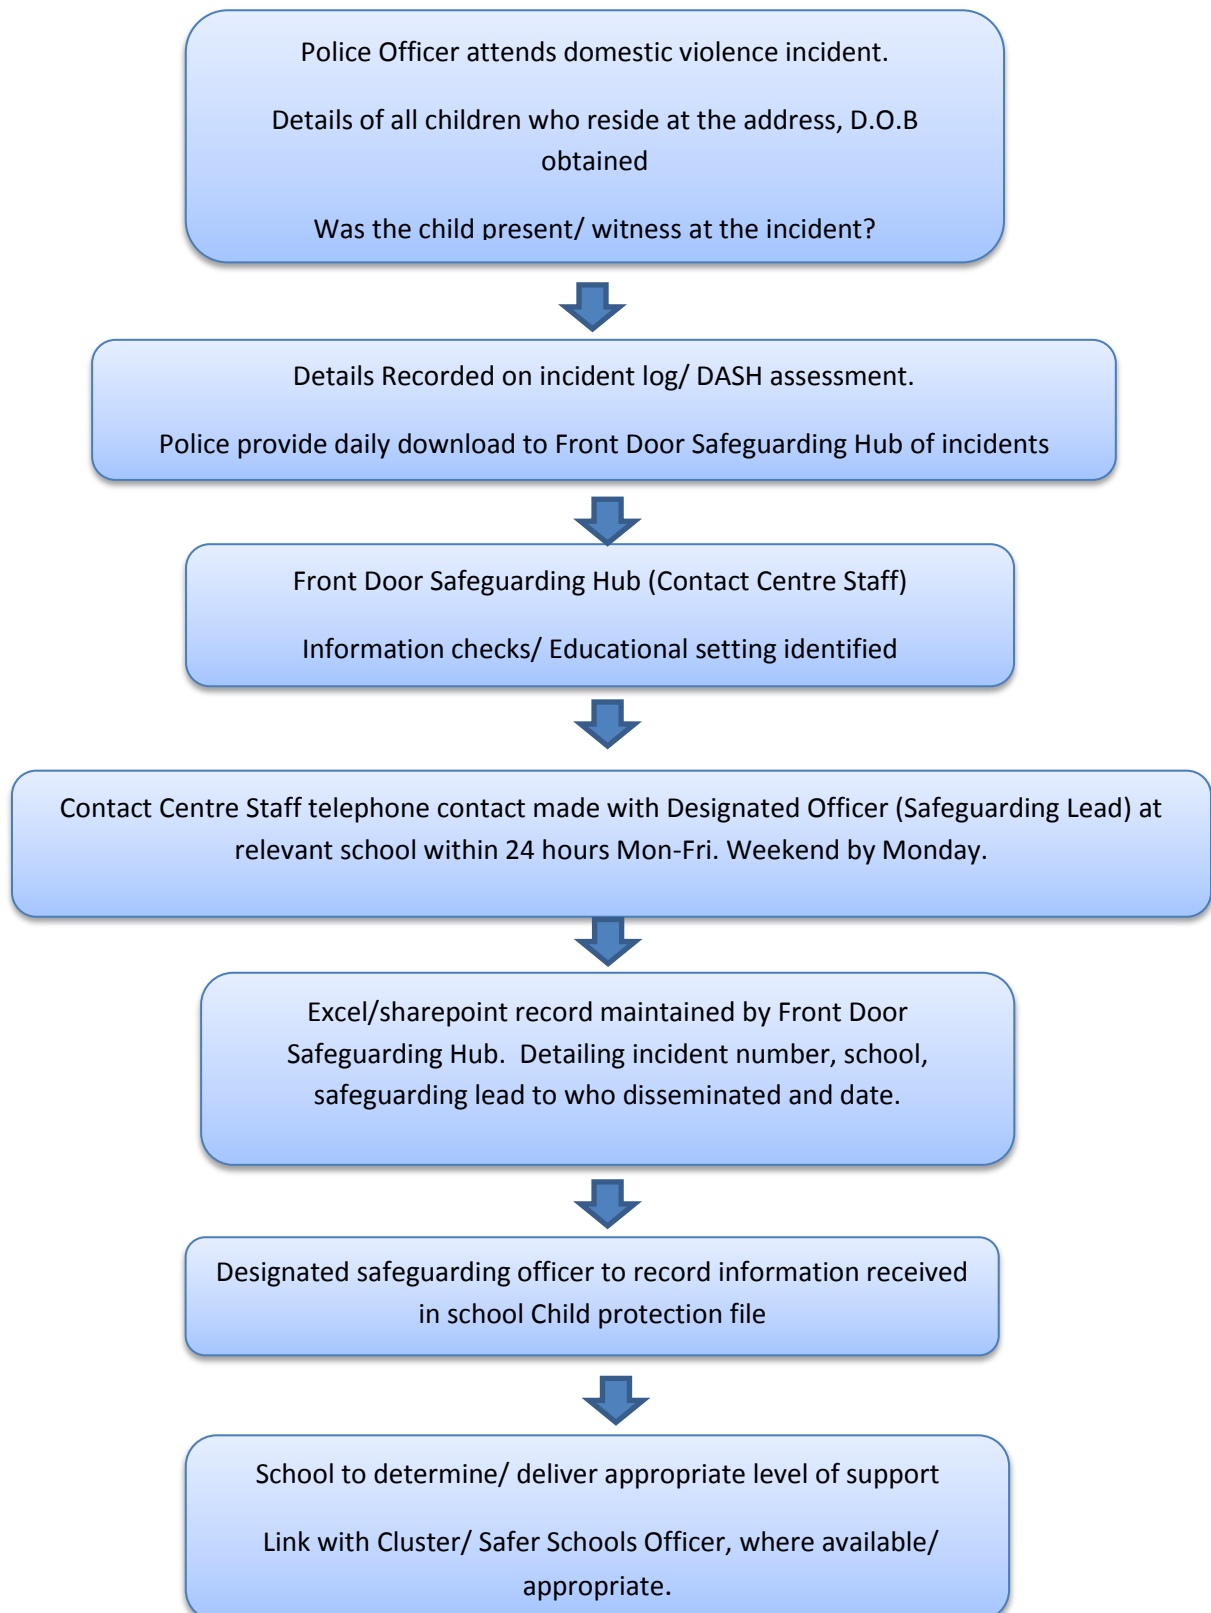 Police Officer attends domestic violence incident.
Details of all children who reside at the address, D.O.B
obtained
Was the child present/ witness at the incident?
Details Recorded on incident log/ DASH assessment.
Police provide daily download to Front Door Safeguarding Hub of incidents
Front Door Safeguarding Hub (Contact Centre Staff)
Information checks/ Educational setting identified
Contact Centre Staff telephone contact made with Designated Officer (Safeguarding Lead) at
relevant school within 24 hours Mon-Fri. Weekend by Monday.
Excel/sharepoint record maintained by Front Door
Safeguarding Hub.  Detailing incident number, school,
safeguarding lead to who disseminated and date.
Designated safeguarding officer to record information received
in school Child protection file
School to determine/ deliver appropriate level of support
Link with Cluster/ Safer Schools Officer, where available/
appropriate.